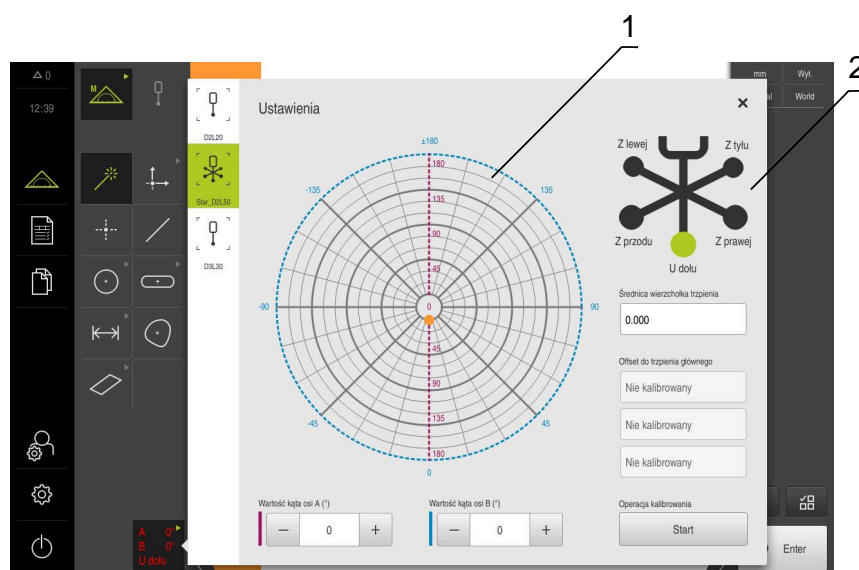 1
2
△ 0
12:39
M
mm
Wył.
World
Ustawienia
×
D2L20
Star_D2L50
D3L30
±180
180
-135
135
135
90
45
-90
0
90
45
90
-45
135
45
180
0
Z lewej
Z tyłu
Z przodu
Z prawej
U dołu
Średnica wierzchołka trzpienia
0.000
Offset do trzpienia głównego
Nie kalibrowany
Nie kalibrowany
Nie kalibrowany
Wartość kąta osi A (°)
Wartość kąta osi B (°)
Operacja kalibrowania
− 0 +
− 0 +
Start
A 0°
B 0°
U dołu
Enter